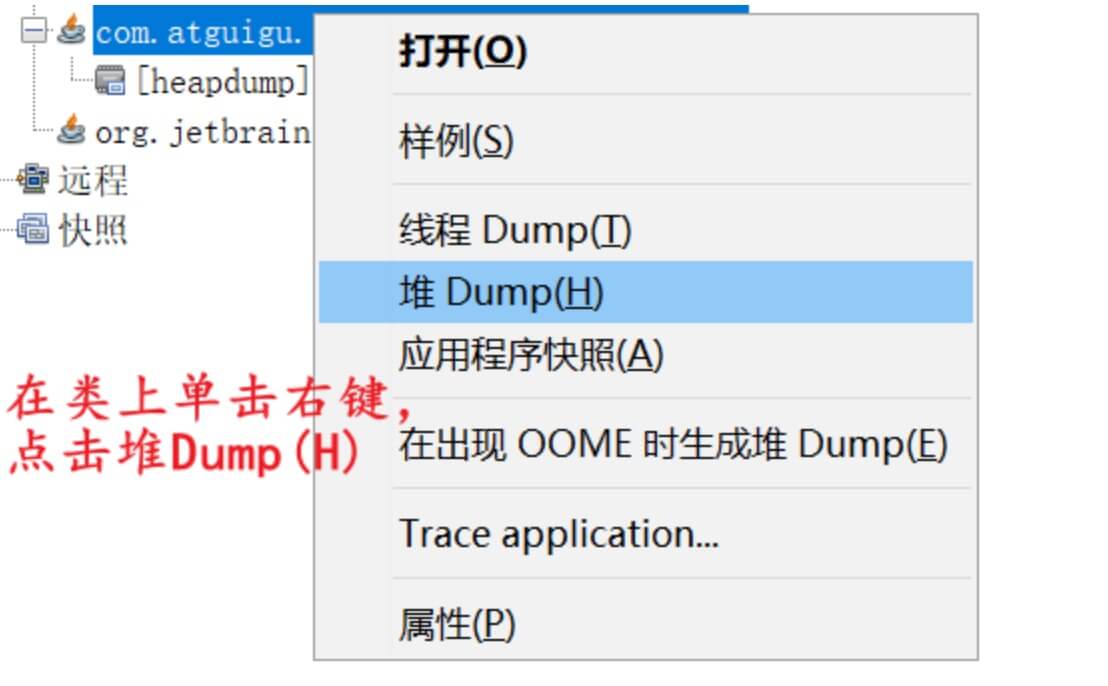 com.atguigu.
[heapdump]
org.jetbrain
远程
快照
打开(O)
样例(S)
线程 Dump(T)
堆 Dump(H)
应用程序快照(A)
在出现 OOME 时生成堆 Dump(E)
Trace application...
属性(P)
在类上单击右键，
点击堆Dump(H)